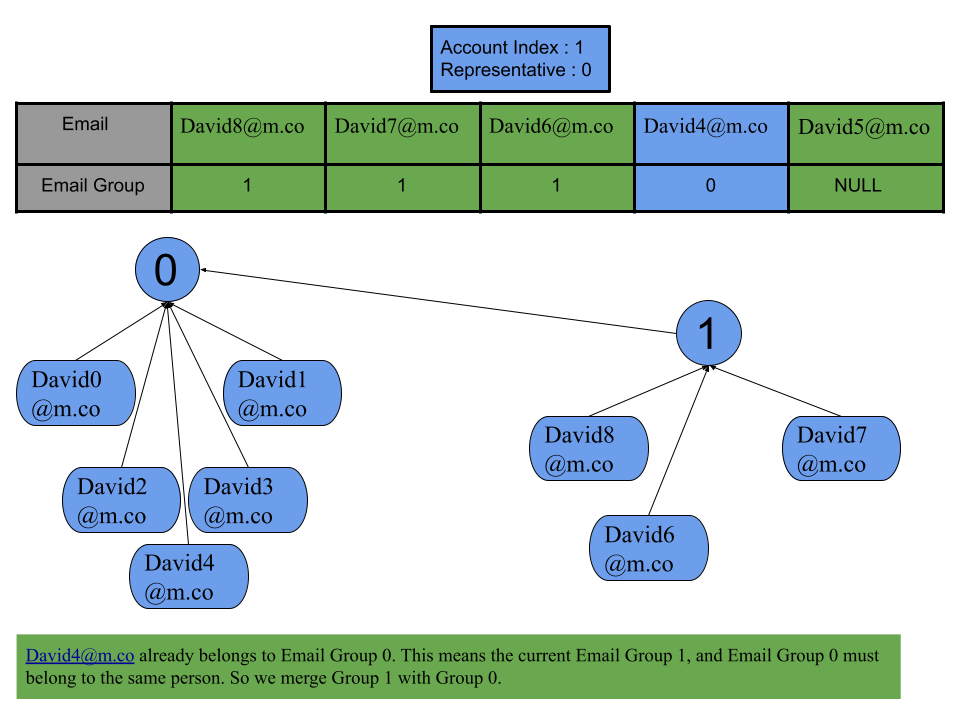 Account Index : 1
Representative : 0
Email David8@m.co David7@m.co David6@m.co David4@m.co David5@m.co
Email Group 1 1 1 0 NULL
0
1
David0
@m.co
David1
@m.co
David2
@m.co
David3
@m.co
David4
@m.co
David8
@m.co
David7
@m.co
David6
@m.co
David4@m.co already belongs to Email Group 0. This means the current Email Group 1, and Email Group 0 must
belong to the same person. So we merge Group 1 with Group 0.